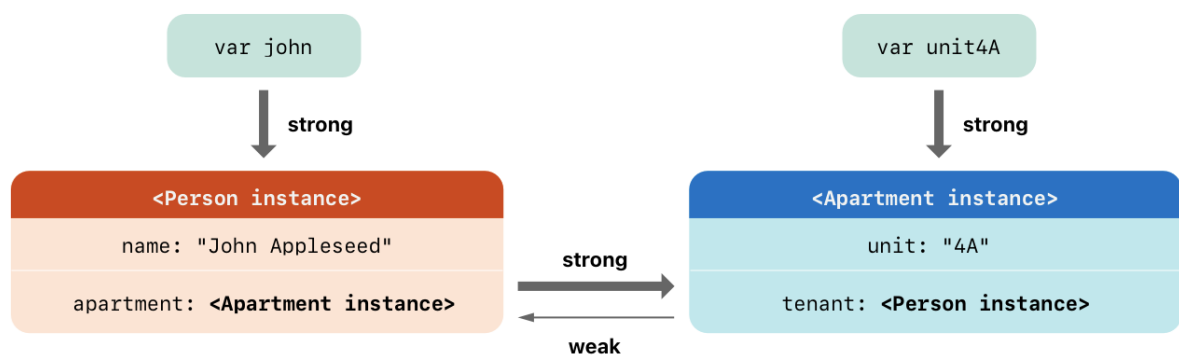 var john
var unit4A
strong
strong
<Person instance>
<Apartment instance>
name: "John Appleseed"
unit: "4A"
strong
apartment: <Apartment instance>
tenant: <Person instance>
weak